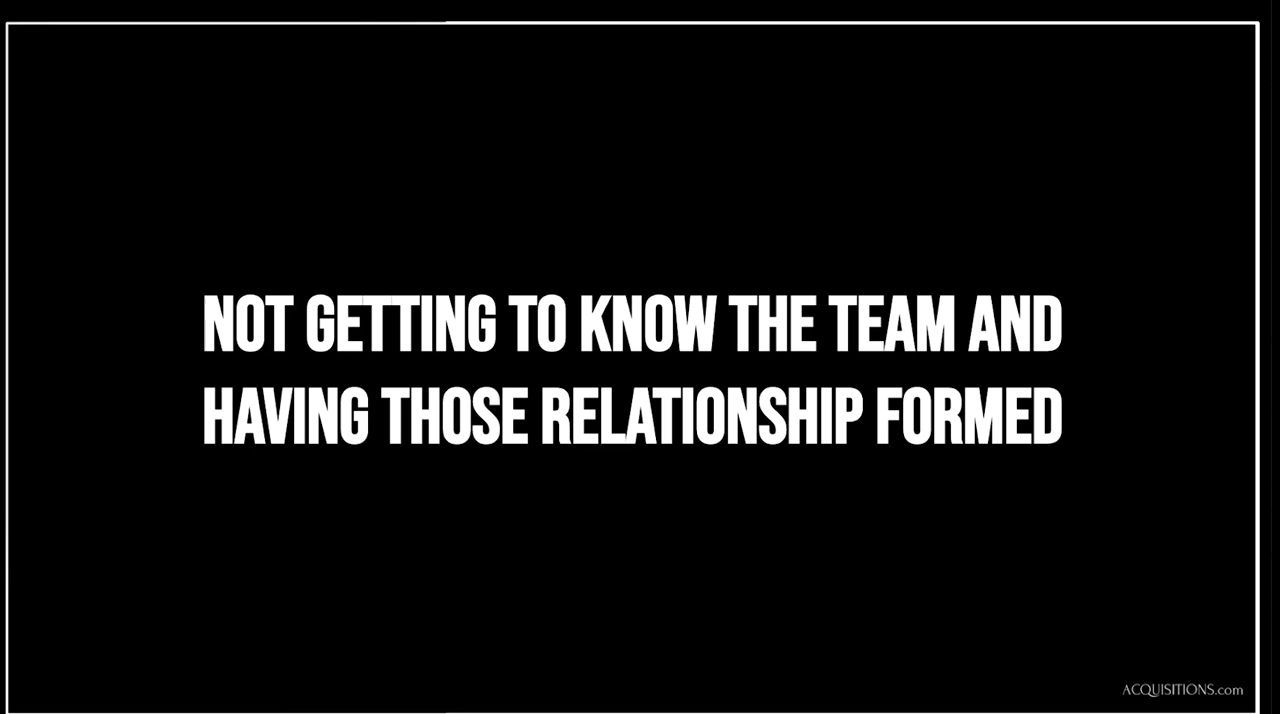 NOT GETTING TO KNOW THE TEAM AND
HAVING THOSE RELATIONSHIP FORMED
ACQUISITIONS.com